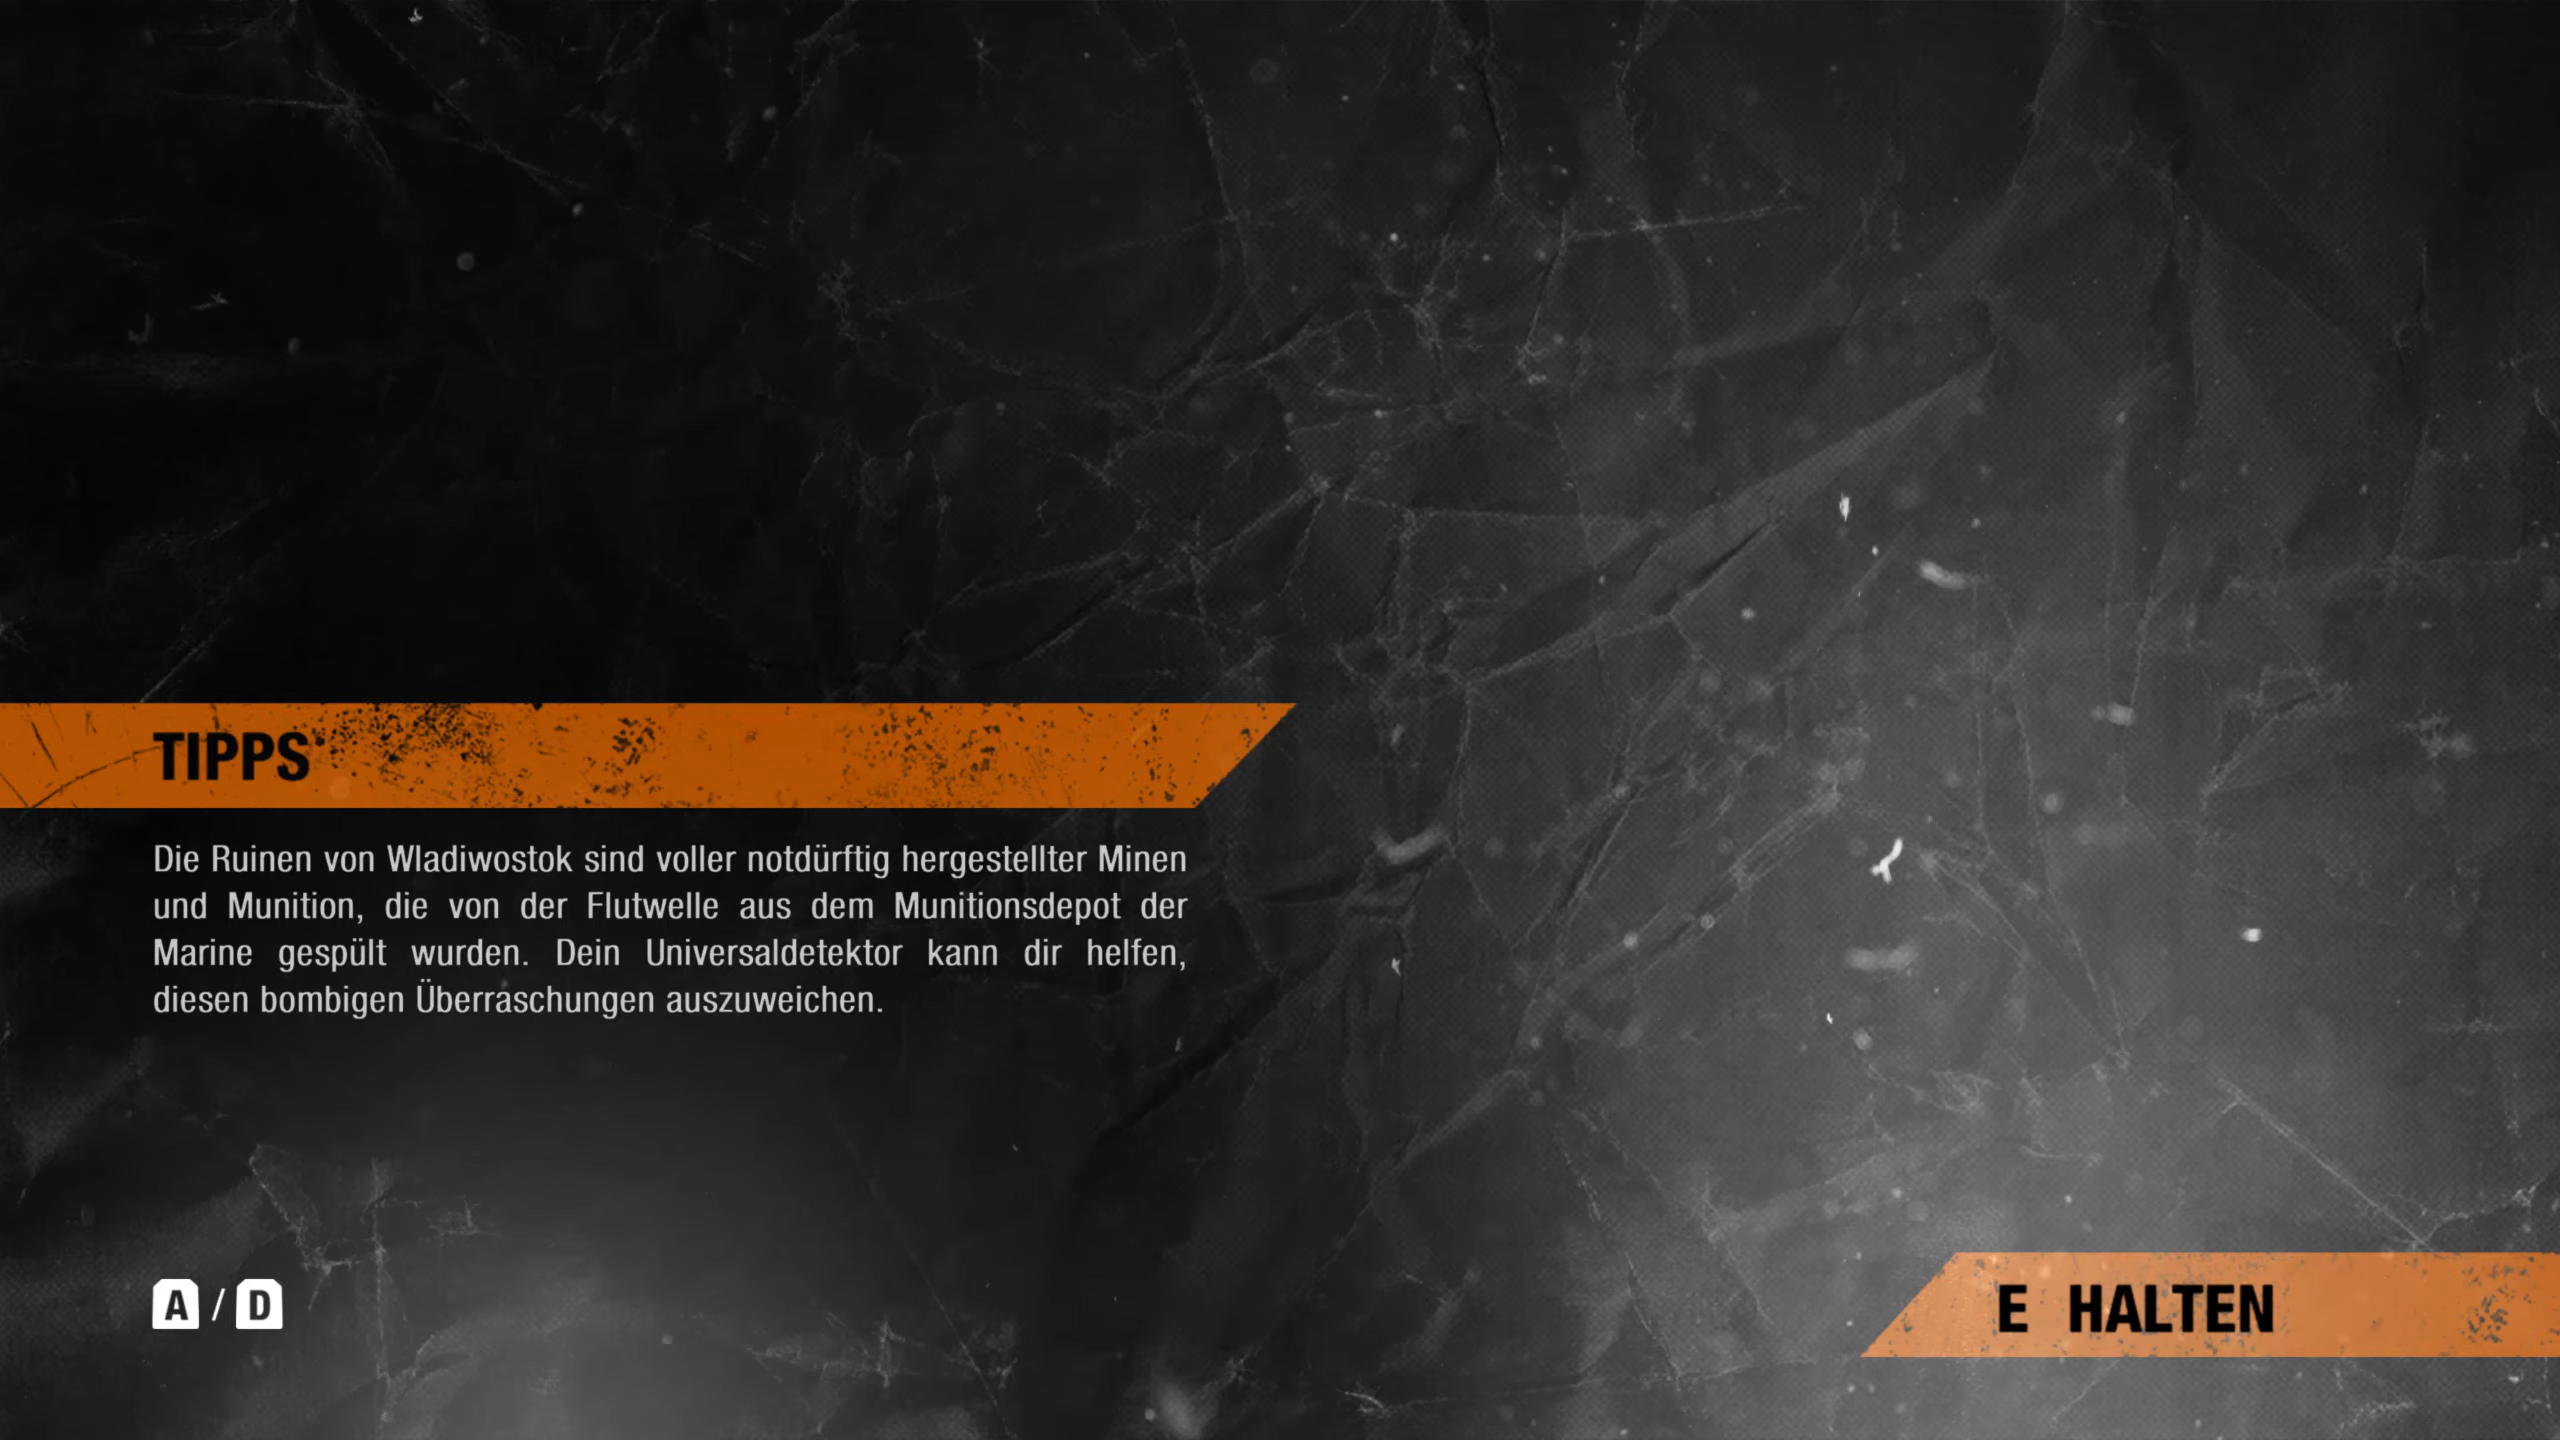 TIPPS
Die Ruinen von Wladiwostok sind voller notdürftig hergestellter Minen
und Munition, die von der Flutwelle aus dem Munitionsdepot der
Marine gespült wurden. Dein Universaldetektor kann dir helfen,
diesen bombigen Überraschungen auszuweichen.
A / D
E HALTEN